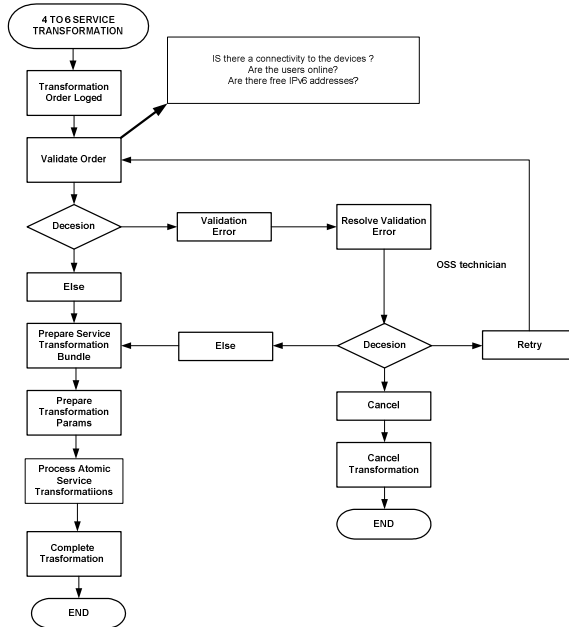 4 TO 6 SERVICE
TRANSFORMATION
IS there a connectivity to the devices ?
Are the users online?
Are there free IPv6 addresses?
Transformation
Order Loged
Validate Order
Decesion
Validation
Error
Resolve Validation
Error
OSS technician
Else
Prepare Service
Transformation
Bundle
Else
Decesion
Retry
Prepare
Transformation
Params
Cancel
Process Atomic
Service
Transformatiions
Cancel
Transformation
END
Complete
Trasformation
END